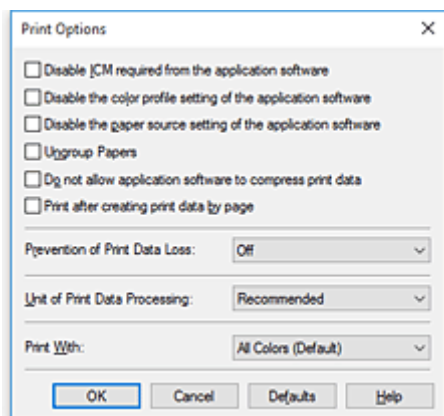 Print Options
Disable ICM required from the application software
Disable the color profile setting of the application software
Disable the paper source setting of the application software
Ungroup Papers
Do not allow application software to compress print data
Print after creating print data by page
Prevention of Print Data Loss: Off
Unit of Print Data Processing: Recommended
Print With: All Colors (Default)
OK Cancel Defaults Help